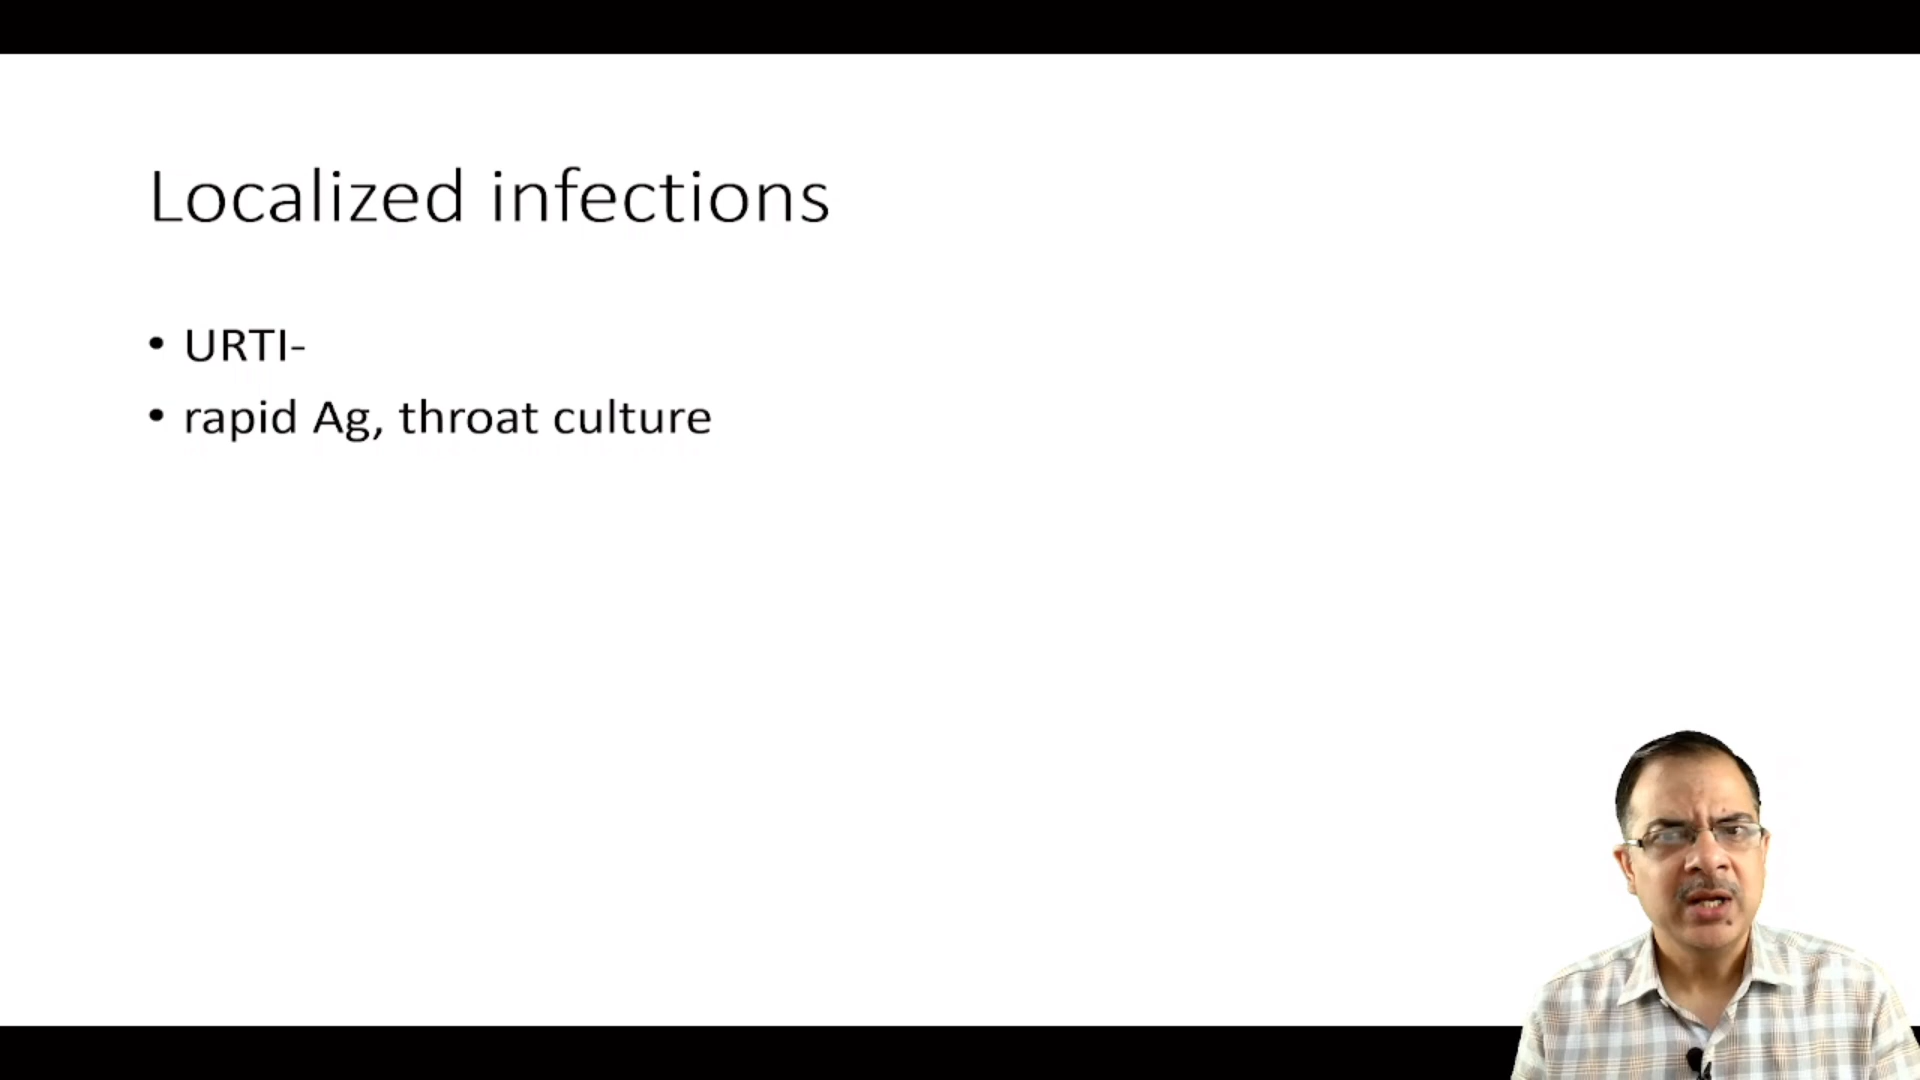 Localized infections
• URTI-
• rapid Ag, throat culture